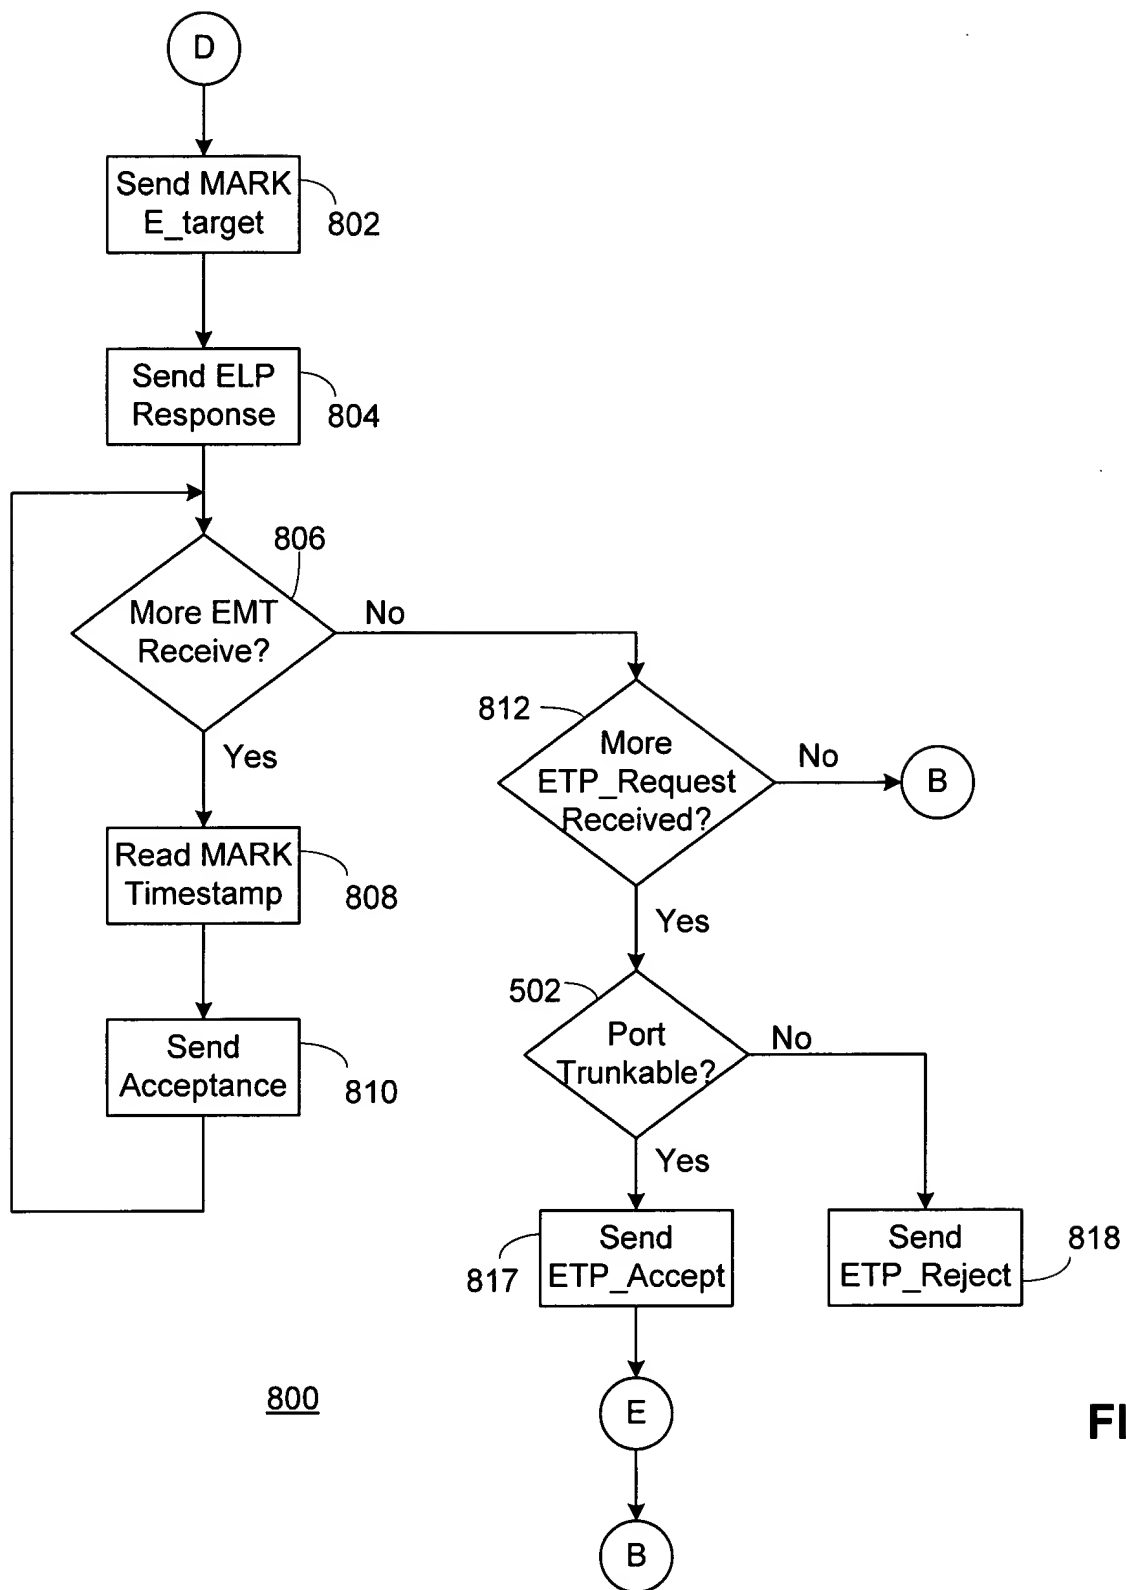 D
Send MARK
E_target
802
Send ELP
Response
804
806
More EMT
Receive?
No
Yes
812
More
ETP_Request
Received?
No
B
Read MARK
Timestamp
808
Yes
502
Port
Trunkable?
No
Send
Acceptance
810
Yes
Send
ETP_Accept
817
Send
ETP_Reject
818
800
E
FI
B